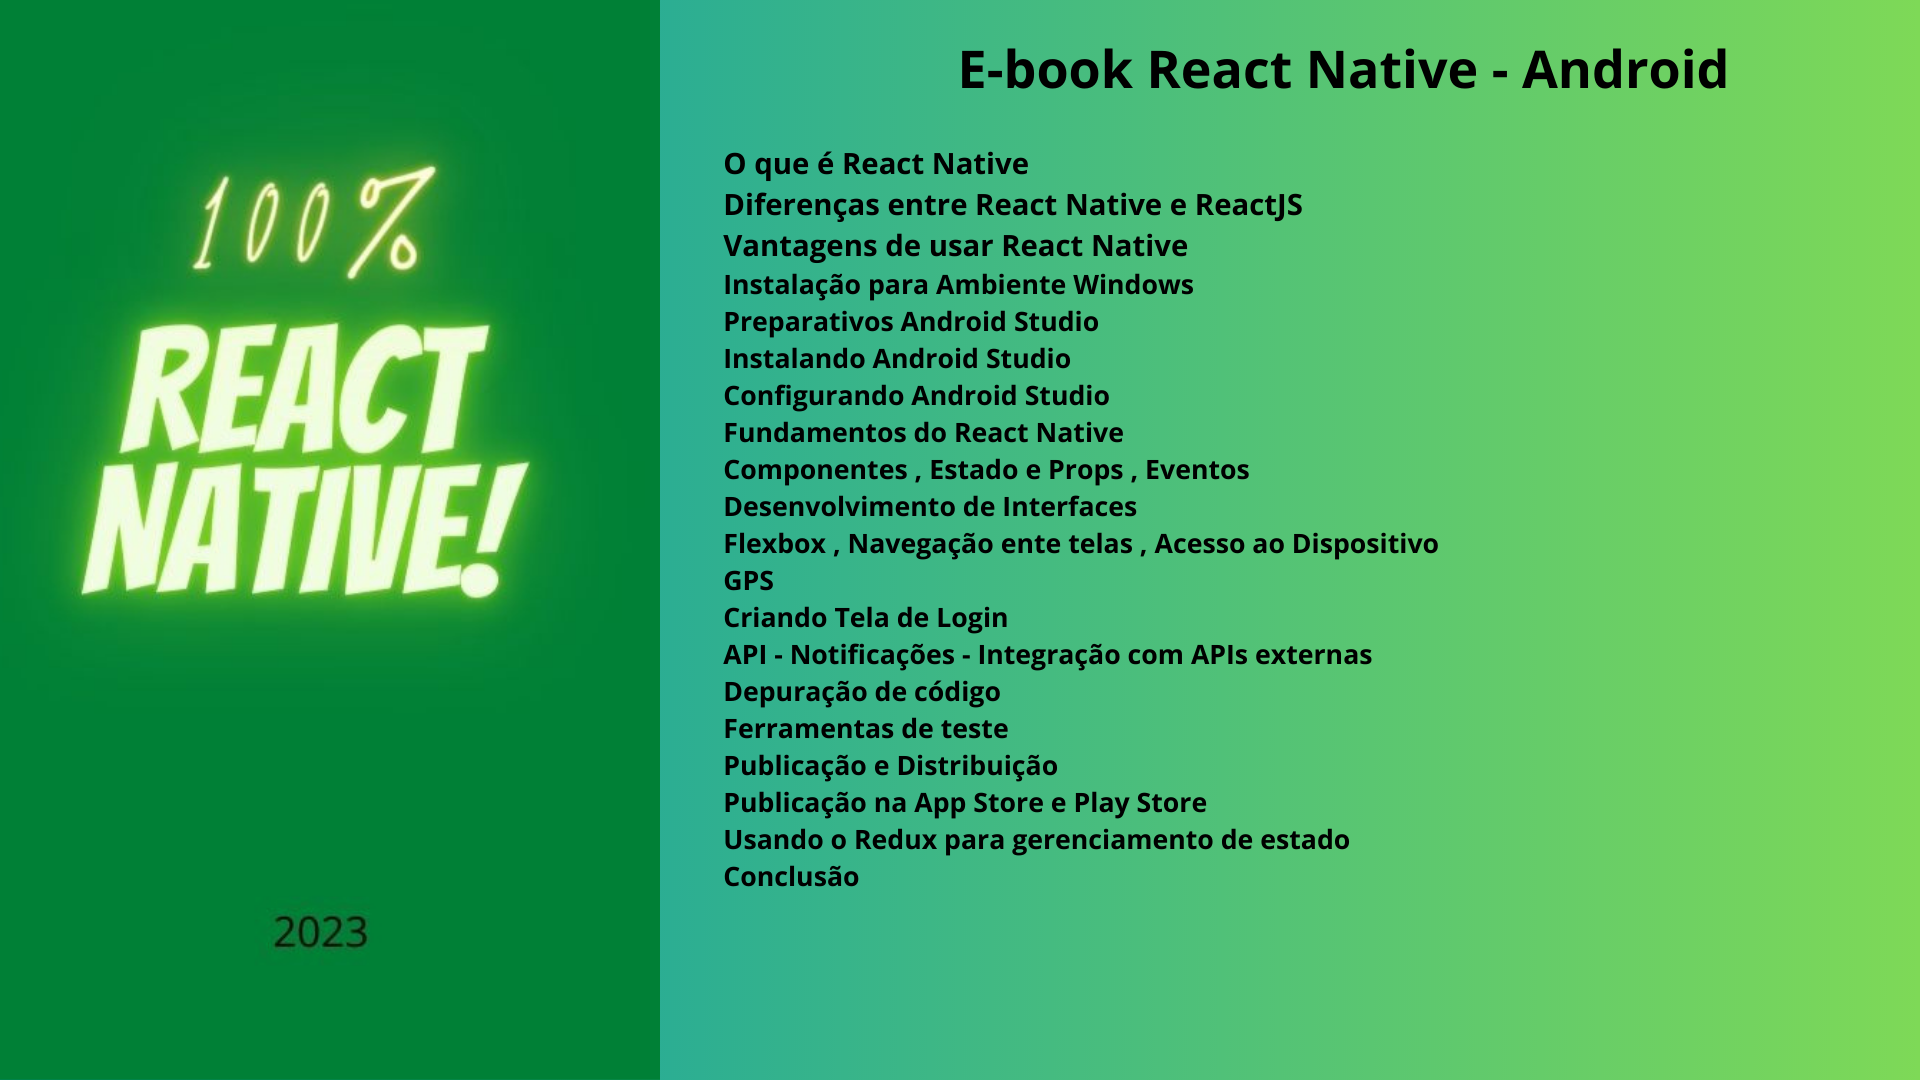 100%
REACT
NATIVE!
2023
E-book React Native - Android
O que é React Native
Diferenças entre React Native e ReactJS
Vantagens de usar React Native
Instalação para Ambiente Windows
Preparativos Android Studio
Instalando Android Studio
Configurando Android Studio
Fundamentos do React Native
Componentes , Estado e Props , Eventos
Desenvolvimento de Interfaces
Flexbox , Navegação ente telas , Acesso ao Dispositivo
GPS
Criando Tela de Login
API - Notificações - Integração com APIs externas
Depuração de código
Ferramentas de teste
Publicação e Distribuição
Publicação na App Store e Play Store
Usando o Redux para gerenciamento de estado
Conclusão